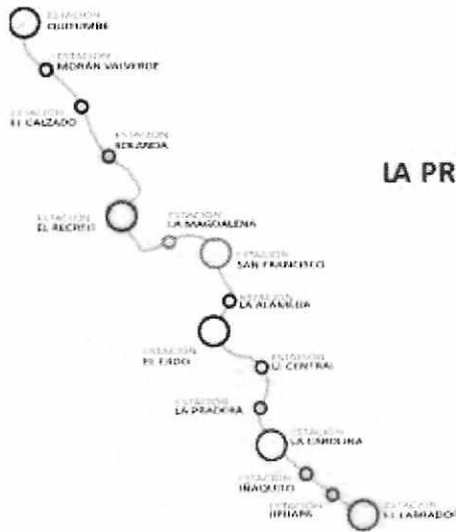 ESTACIÓN
QUITUMBE
ESTACIÓN
MORÁN VALVERDE
ESTACIÓN
EL CALZADO
ESTACIÓN
SOLANDA
LA PR
ESTACIÓN
EL RECREO
ESTACIÓN
LA MAGDALENA
ESTACIÓN
SAN FRANCISCO
ESTACIÓN
LA ALAMEDA
ESTACIÓN
EL EJIDO
ESTACIÓN
U. CENTRAL
ESTACIÓN
LA PRADERA
ESTACIÓN
LA CAROLINA
ESTACIÓN
IÑAQUITO
ESTACIÓN
JIPIJAPA
ESTACIÓN
EL LABRADOR